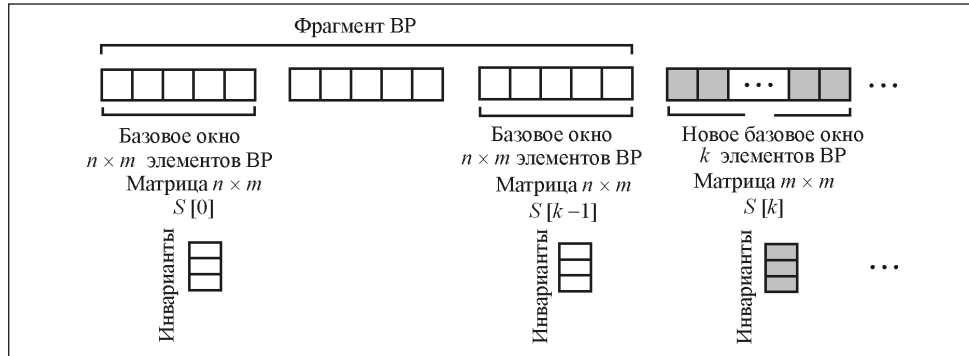 Фрагмент ВР
... ...
Базовое окно
n × m элементов ВР
Матрица n × m
S [0]
Базовое окно
n × m элементов ВР
Матрица n × m
S [k –1]
Новое базовое окно
k элементов ВР
Матрица m × m
S [k]
Инварианты
Инварианты
Инварианты
...